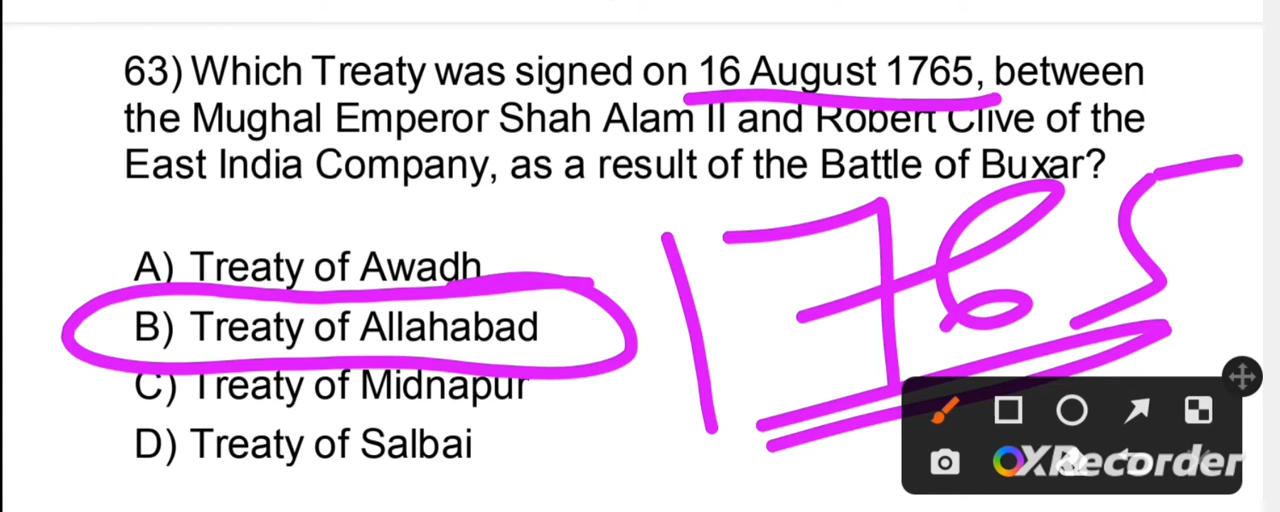 63) Which Treaty was signed on 16 August 1765, between
the Mughal Emperor Shah Alam II and Robert Clive of the
East India Company, as a result of the Battle of Buxar?
A) Treaty of Awadh
B) Treaty of Allahabad
C) Treaty of Midnapur
D) Treaty of Salbai
1765
XRecorder